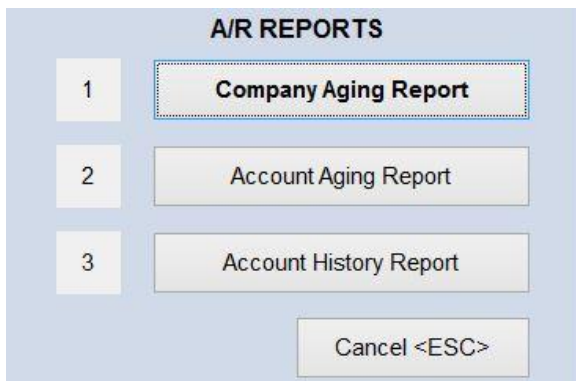 A/R REPORTS
1 Company Aging Report
2 Account Aging Report
3 Account History Report
Cancel <ESC>